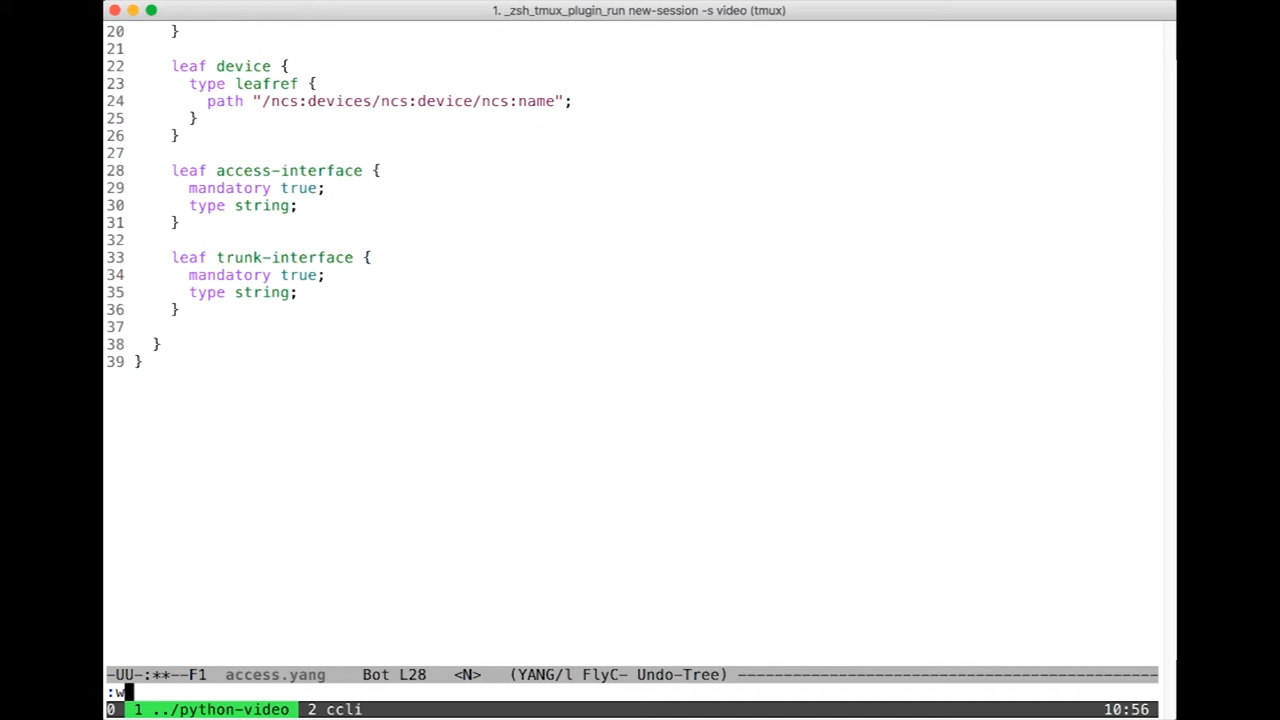 1. _zsh_tmux_plugin_run new-session -s video (tmux)
20 }
21
22 leaf device {
23 type leafref {
24 path "/ncs:devices/ncs:device/ncs:name";
25 }
26 }
27
28 leaf access-interface {
29 mandatory true;
30 type string;
31 }
32
33 leaf trunk-interface {
34 mandatory true;
35 type string;
36 }
37
38 }
39 }
-UU-:**--F1 access.yang Bot L28 <N> (YANG/l FlyC- Undo-Tree) -----------------------------------------------
:w
0 1 ../python-video 2 ccli 10:56